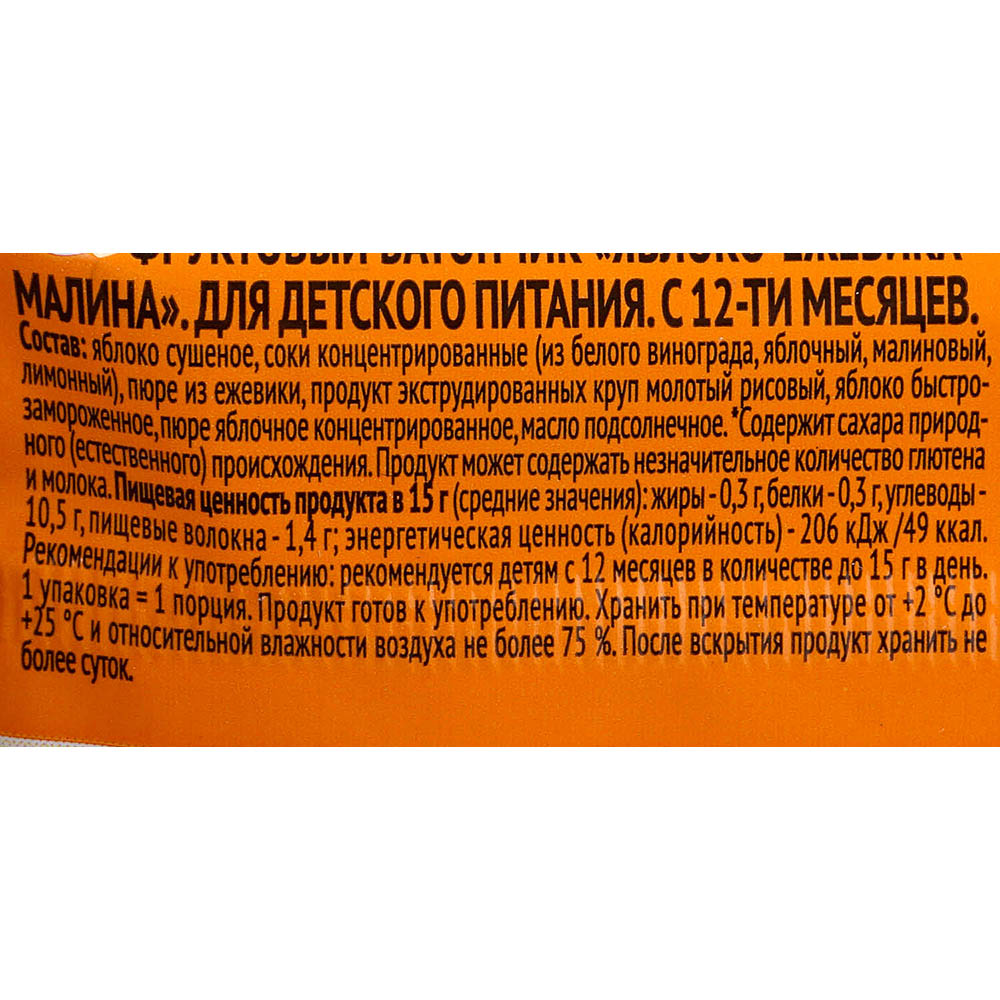 ФРУКТОВЫЙ БАТОНЧИК «ЯБЛОКО-ЕЖЕВИКА-
МАЛИНА». ДЛЯ ДЕТСКОГО ПИТАНИЯ. С 12-ТИ МЕСЯЦЕВ.
Состав: яблоко сушеное, соки концентрированные (из белого винограда, яблочный, малиновый,
лимонный), пюре из ежевики, продукт экструдированных круп молотый рисовый, яблоко быстро-
замороженное, пюре яблочное концентрированное, масло подсолнечное. *Содержит сахара природ-
ного (естественного) происхождения. Продукт может содержать незначительное количество глютена
и молока. Пищевая ценность продукта в 15 г (средние значения): жиры - 0,3 г, белки - 0,3 г, углеводы -
10,5 г, пищевые волокна - 1,4 г; энергетическая ценность (калорийность) - 206 кДж /49 ккал.
Рекомендации к употреблению: рекомендуется детям с 12 месяцев в количестве до 15 г в день.
1 упаковка = 1 порция. Продукт готов к употреблению. Хранить при температуре от +2 °C до
+25 °C и относительной влажности воздуха не более 75 %. После вскрытия продукт хранить не
более суток.